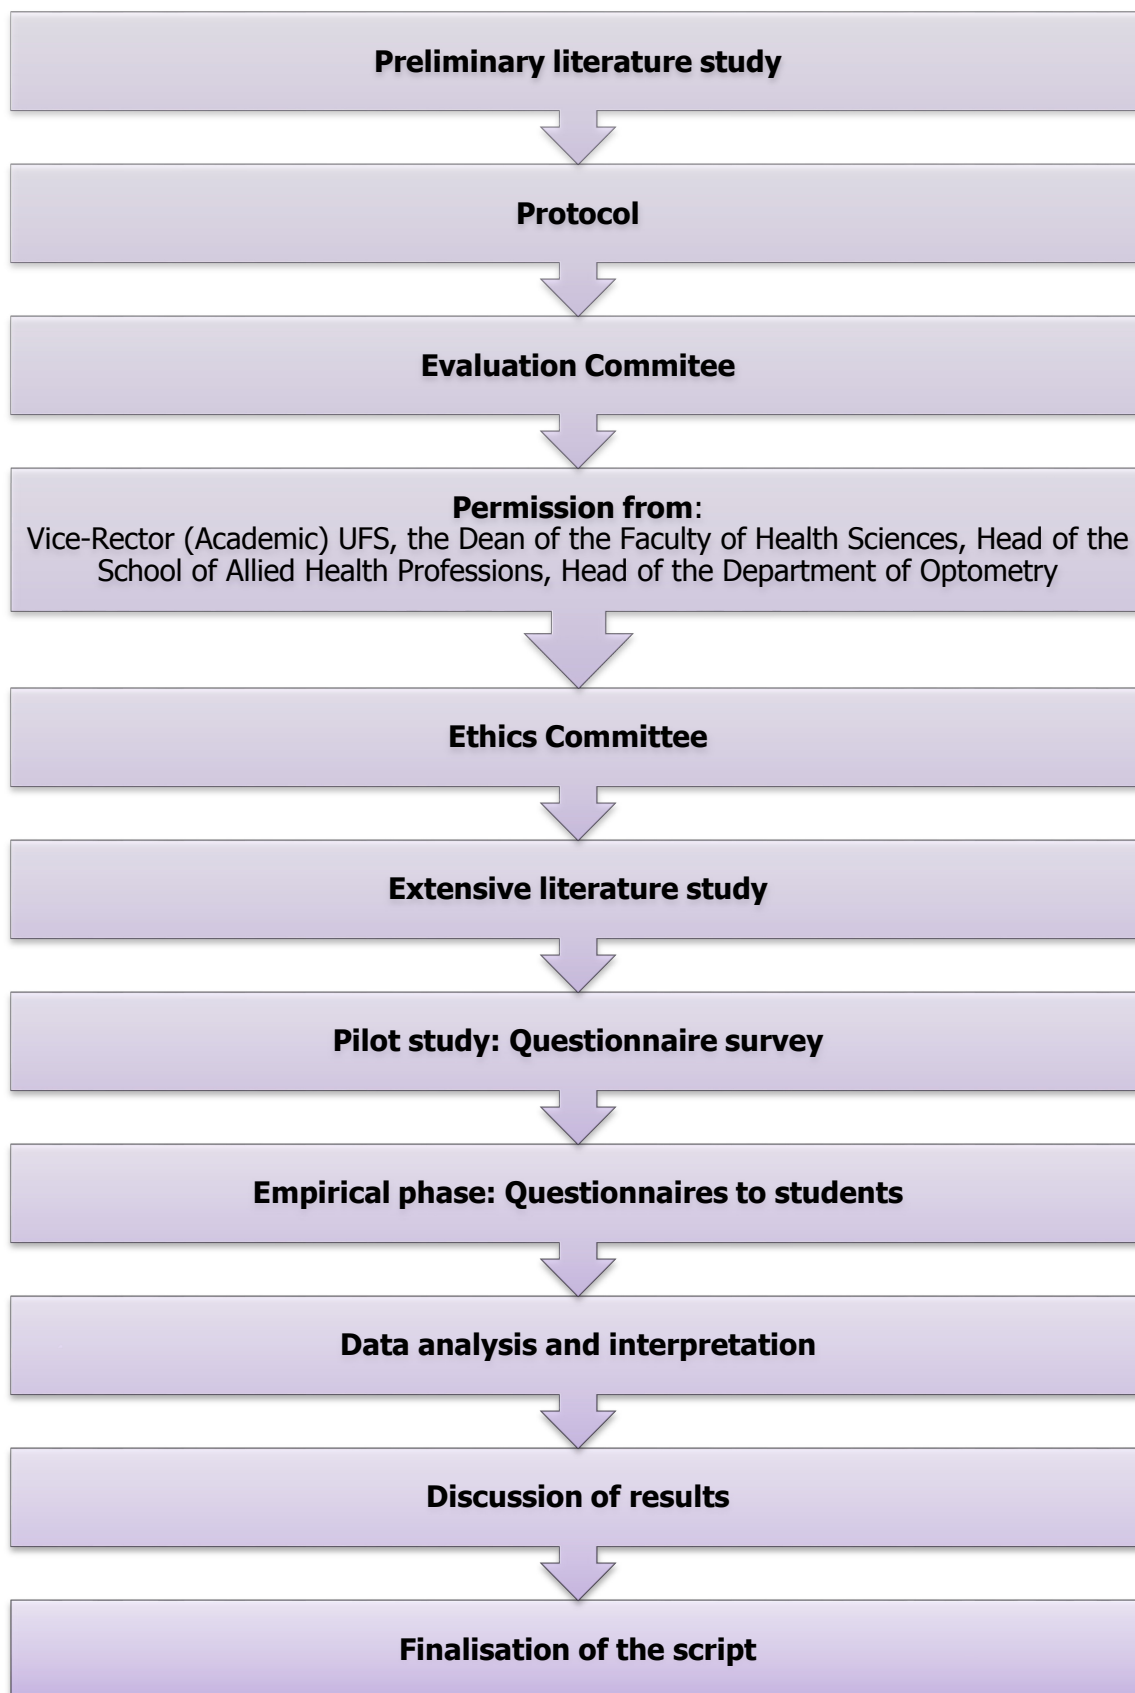 Preliminary literature study
Protocol
Evaluation Commitee
Permission from:
Vice-Rector (Academic) UFS, the Dean of the Faculty of Health Sciences, Head of the
School of Allied Health Professions, Head of the Department of Optometry
Ethics Committee
Extensive literature study
Pilot study: Questionnaire survey
Empirical phase: Questionnaires to students
Data analysis and interpretation
Discussion of results
Finalisation of the script